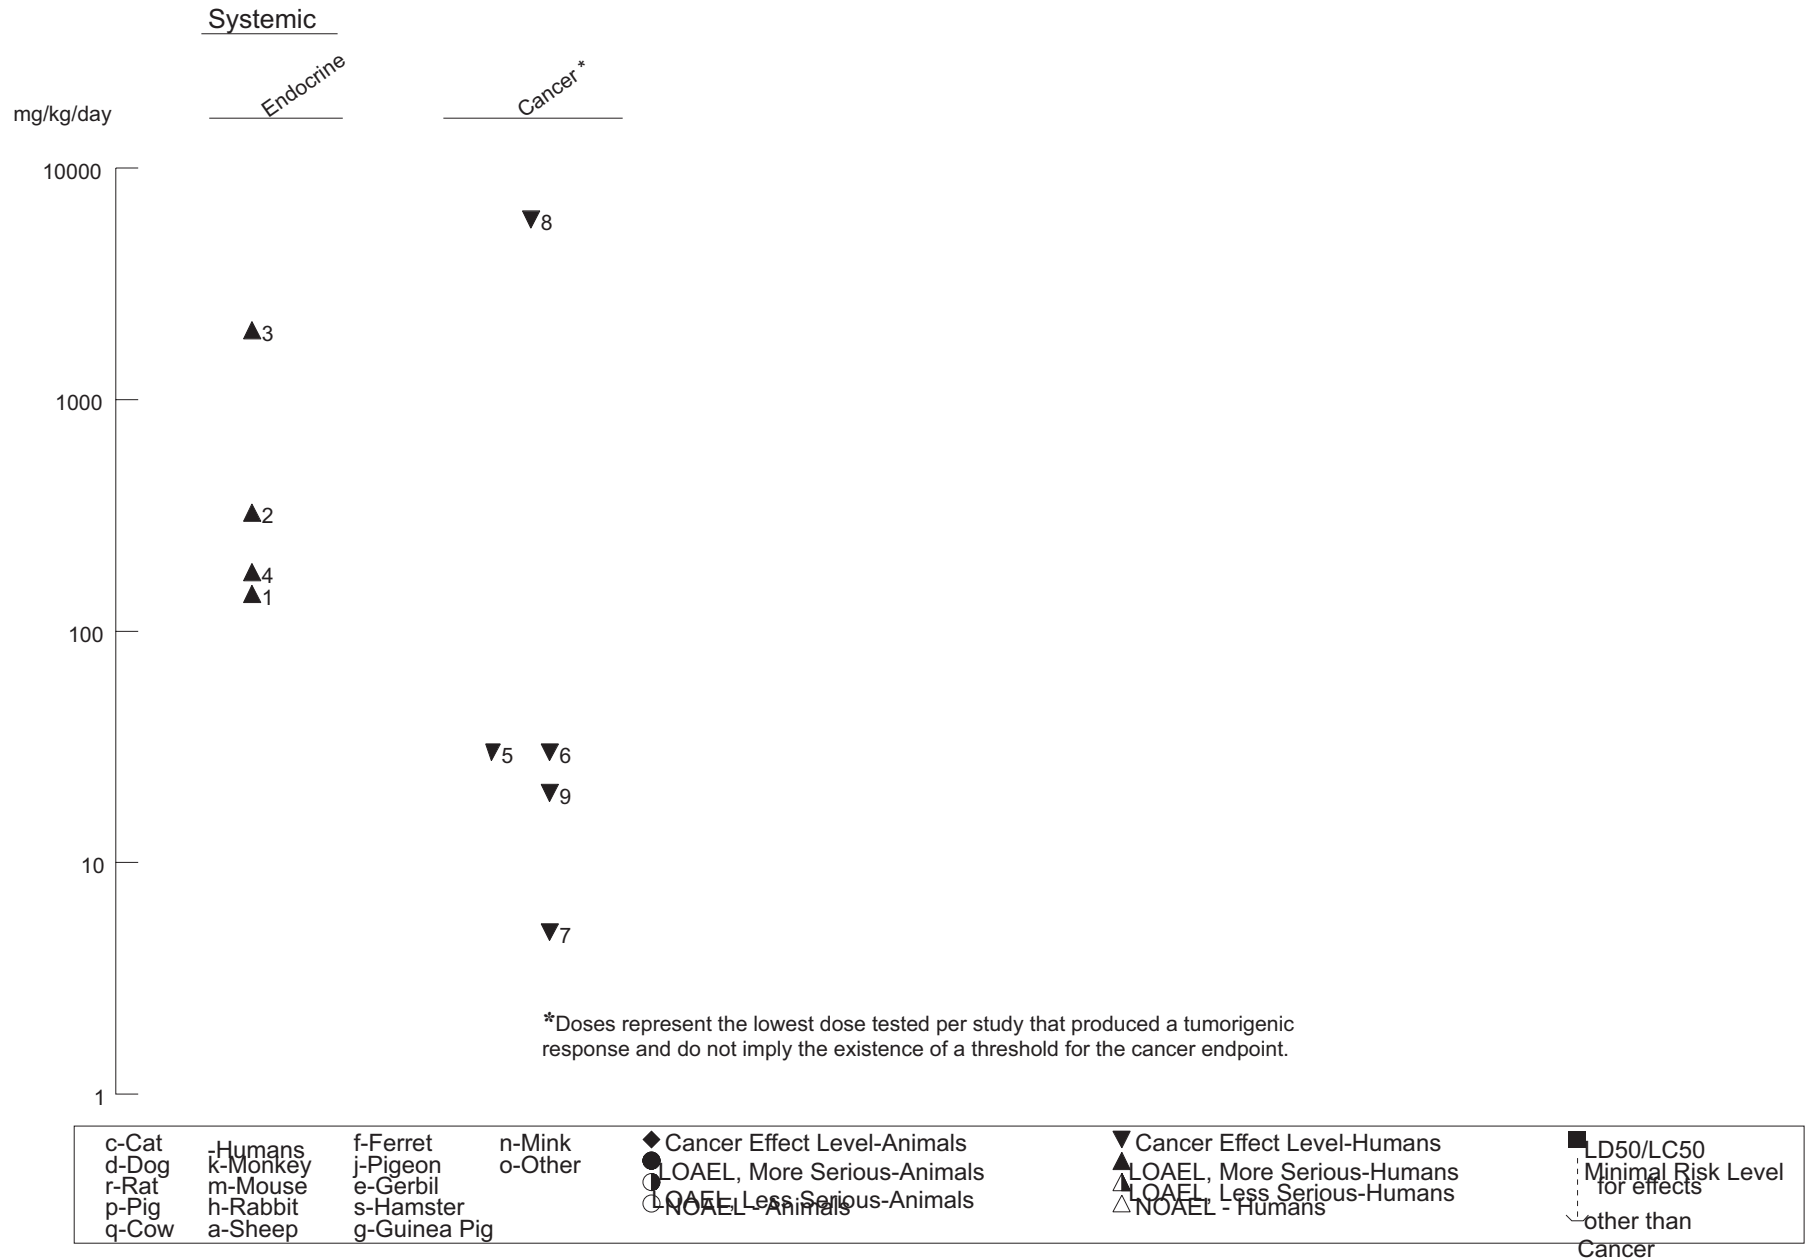 Systemic
Endocrine
Cancer *
mg/kg/day
10000
8
3
1000
2
4
1
100
5
6
9
10
7
*Doses represent the lowest dose tested per study that produced a tumorigenic
response and do not imply the existence of a threshold for the cancer endpoint.
1
c-Cat
d-Dog
r-Rat
p-Pig
q-Cow
-Humans
k-Monkey
m-Mouse
h-Rabbit
a-Sheep
f-Ferret
j-Pigeon
e-Gerbil
s-Hamster
g-Guinea Pig
n-Mink
o-Other
Cancer Effect Level-Animals
LOAEL, More Serious-Animals
LOAEL, Less Serious-Animals
NOAEL - Animals
Cancer Effect Level-Humans
LOAEL, More Serious-Humans
LOAEL, Less Serious-Humans
NOAEL - Humans
LD50/LC50
Minimal Risk Level
for effects
other than
Cancer